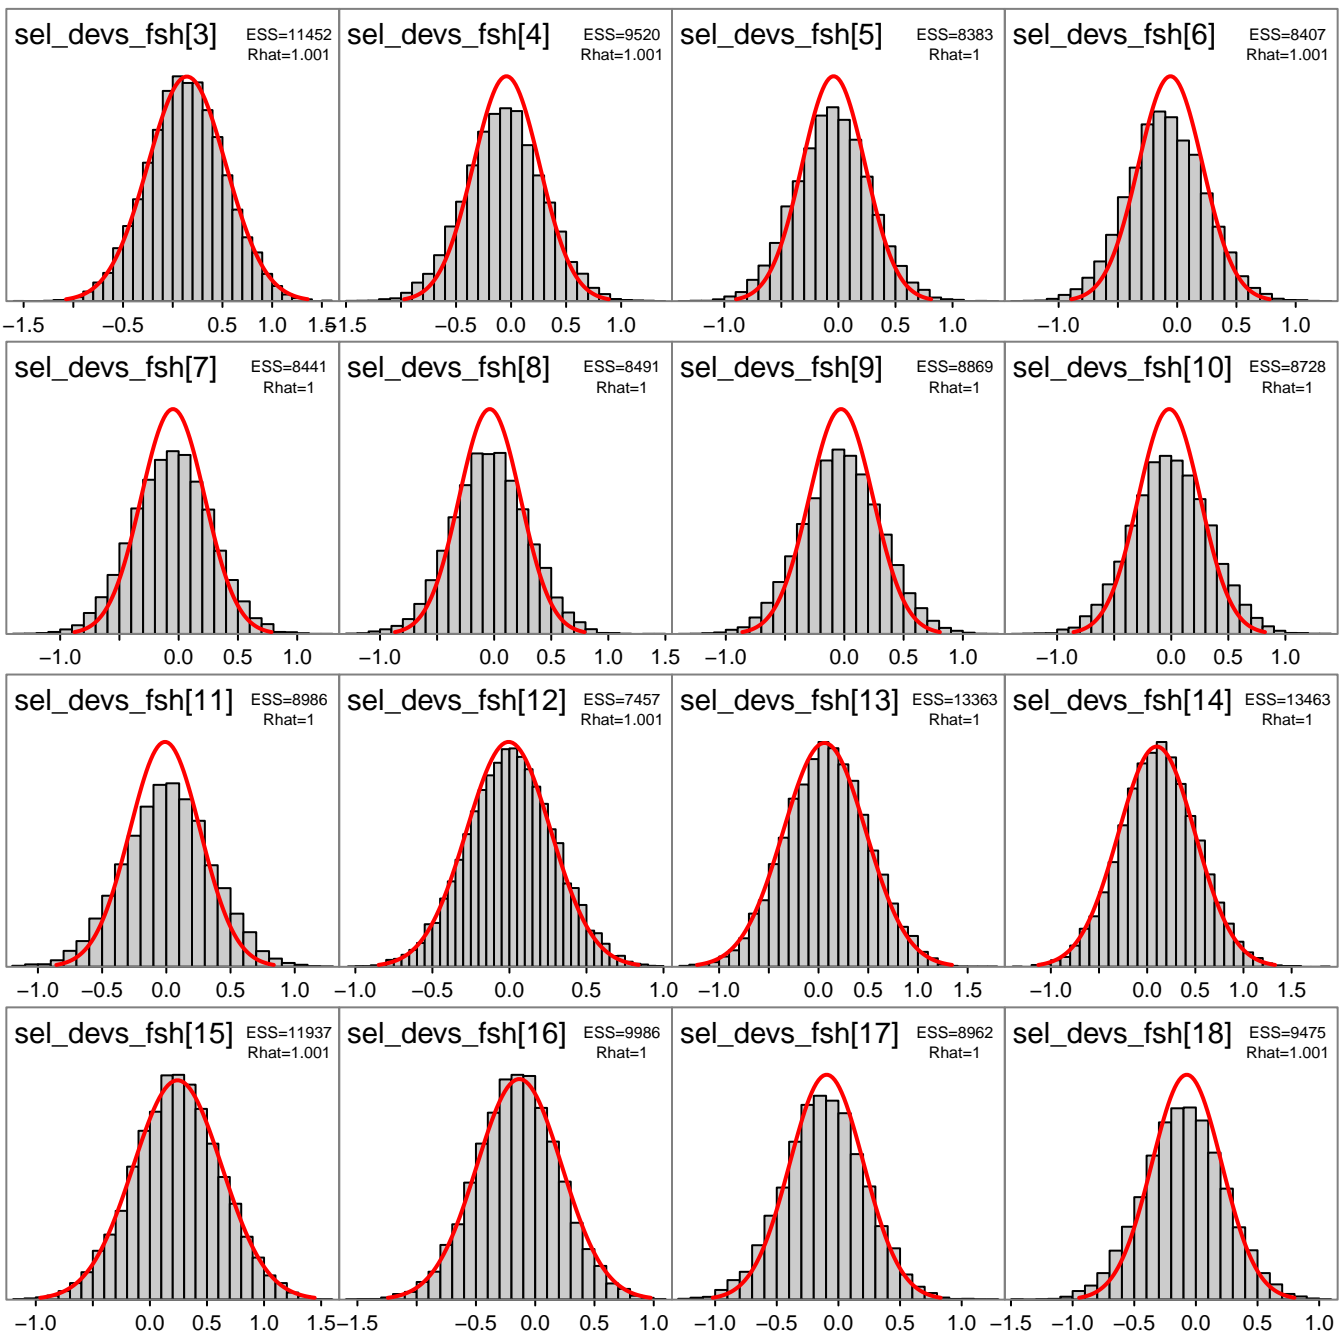 sel_devs_fsh[3] ESS=11452
Rhat=1.001
sel_devs_fsh[4] ESS=9520
Rhat=1.001
sel_devs_fsh[5] ESS=8383
Rhat=1
sel_devs_fsh[6] ESS=8407
Rhat=1.001
−1.5 −0.5 0.5 1.0 1.5
−1.5 −0.5 0.0 0.5 1.0
−1.0 0.0 0.5 1.0
−1.0 0.0 0.5 1.0
sel_devs_fsh[7] ESS=8441
Rhat=1
sel_devs_fsh[8] ESS=8491
Rhat=1
sel_devs_fsh[9] ESS=8869
Rhat=1
sel_devs_fsh[10] ESS=8728
Rhat=1
−1.0 0.0 0.5 1.0
−1.0 0.0 0.5 1.0 1.5
−1.0 0.0 0.5 1.0
−1.0 0.0 0.5 1.0
sel_devs_fsh[11] ESS=8986
Rhat=1
sel_devs_fsh[12] ESS=7457
Rhat=1.001
sel_devs_fsh[13] ESS=13363
Rhat=1
sel_devs_fsh[14] ESS=13463
Rhat=1
−1.0 −0.5 0.0 0.5 1.0
−1.0 −0.5 0.0 0.5 1.0
−1.0 0.0 0.5 1.0 1.5
−1.0 0.0 0.5 1.0 1.5
sel_devs_fsh[15] ESS=11937
Rhat=1.001
sel_devs_fsh[16] ESS=9986
Rhat=1
sel_devs_fsh[17] ESS=8962
Rhat=1
sel_devs_fsh[18] ESS=9475
Rhat=1.001
−1.0 0.0 0.5 1.0 1.5
−1.5 −0.5 0.0 0.5 1.0
−1.0 0.0 0.5 1.0
−1.5 −0.5 0.0 0.5 1.0